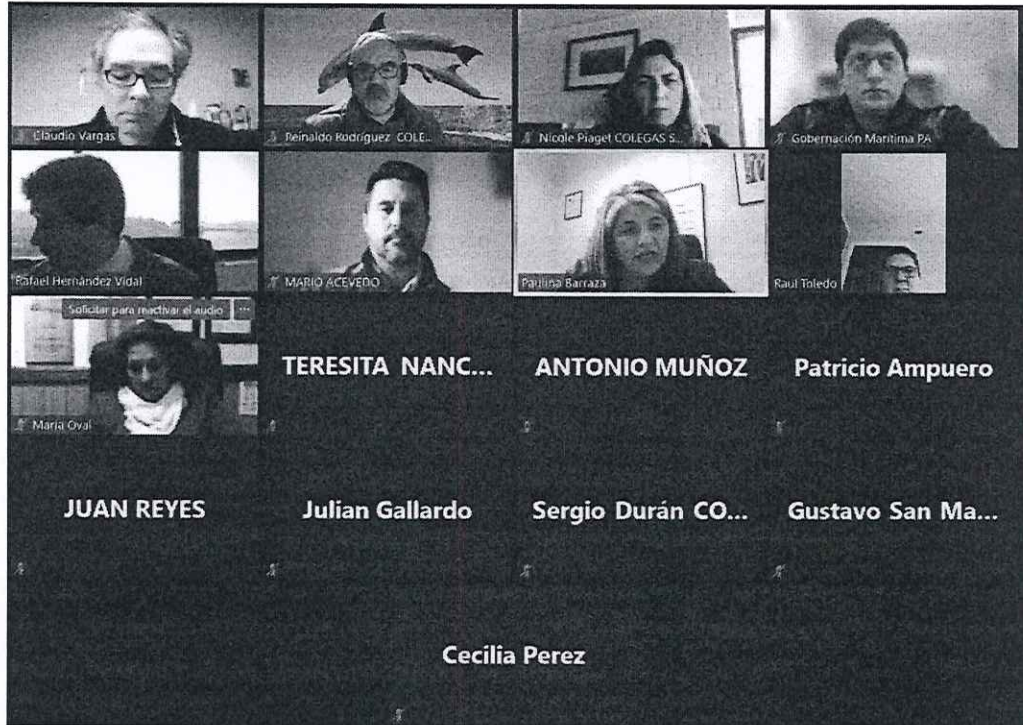 Claudio Vargas
Reinaldo Rodríguez COLE...
Nicole Piaget COLEGAS S...
Gobernación Marítima PA
Rafael Hernández Vidal
MARIO ACEVEDO
Paulina Barraza
Raul Toledo
Solicitar para reactivar el audio
...
María Oval
TERESITA NANC...
ANTONIO MUÑOZ
Patricio Ampuero
JUAN REYES
Julian Gallardo
Sergio Durán CO...
Gustavo San Ma...
Cecilia Perez